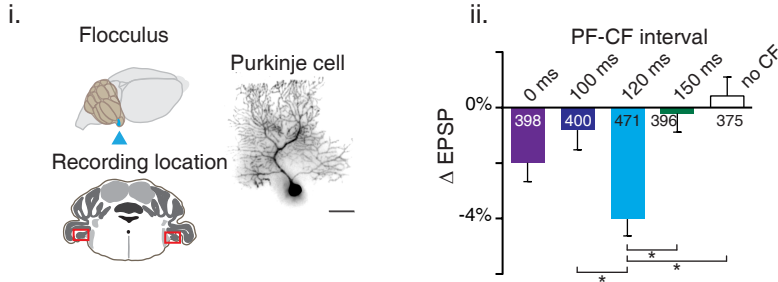 i.
Flocculus
Purkinje cell
Recording location
ii.
PF-CF interval
0 ms
100 ms
120 ms
150 ms
no CF
Δ EPSP
0%
-4%
398
400
471
396
375
*
*
*